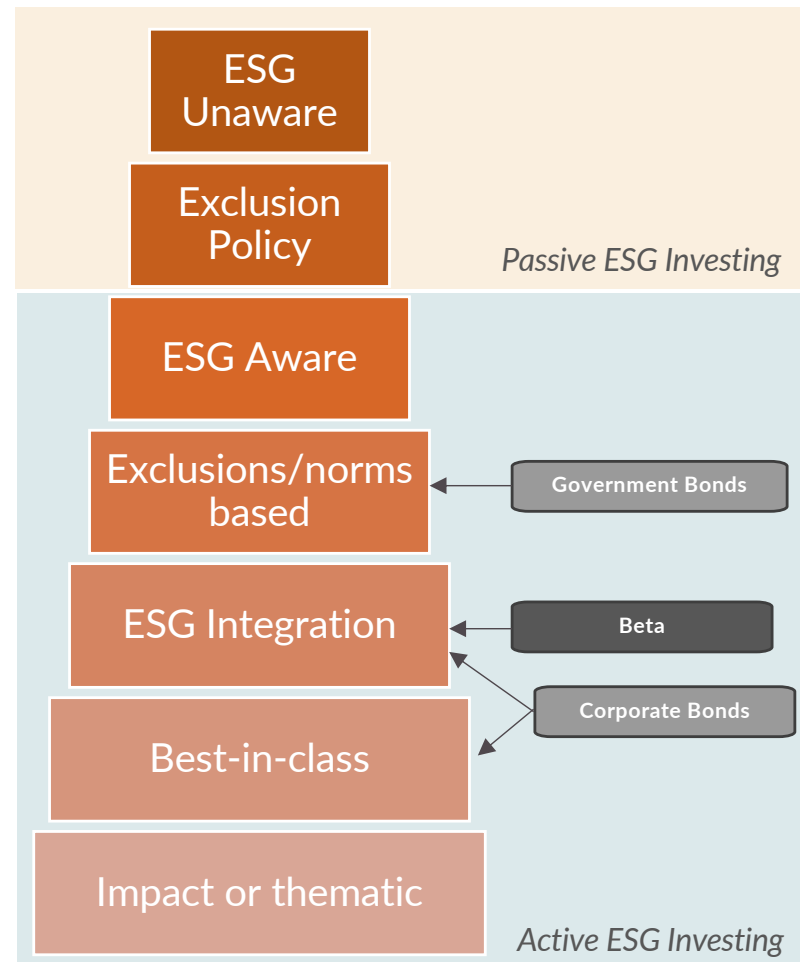 ESG
Unaware
Exclusion
Policy
Passive ESG Investing
ESG Aware
Exclusions/norms
based
Government Bonds
ESG Integration
Beta
Corporate Bonds
Best-in-class
Impact or thematic
Active ESG Investing